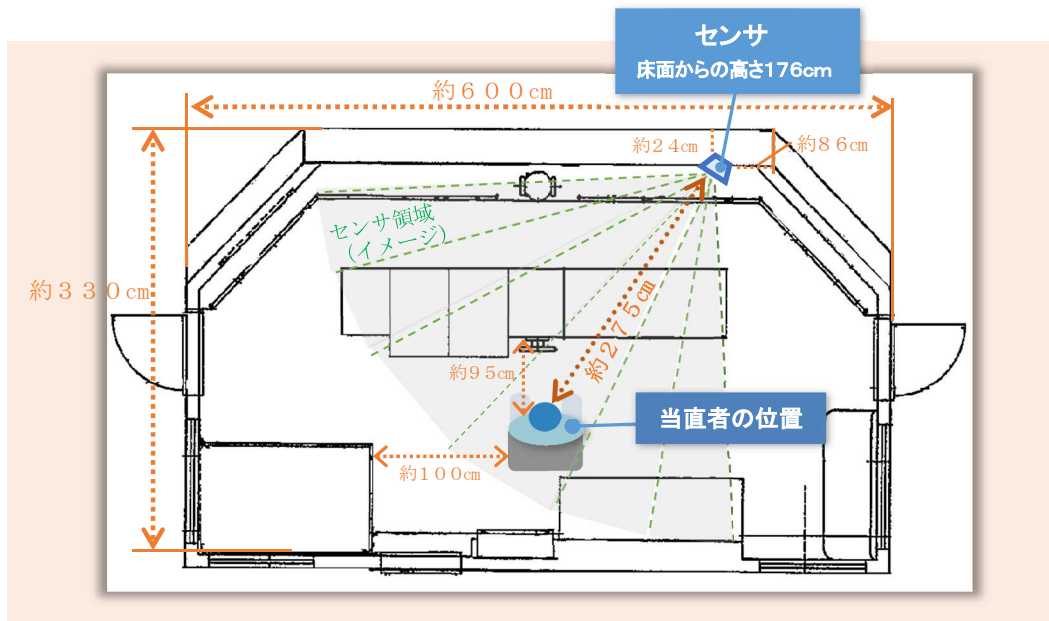 センサ
床面からの高さ176cm
約６００cm
約２４cm
約８６cm
センサ領域
（イメージ）
約３３０cm
約２７５cm
約９５cm
当直者の位置
約１００cm